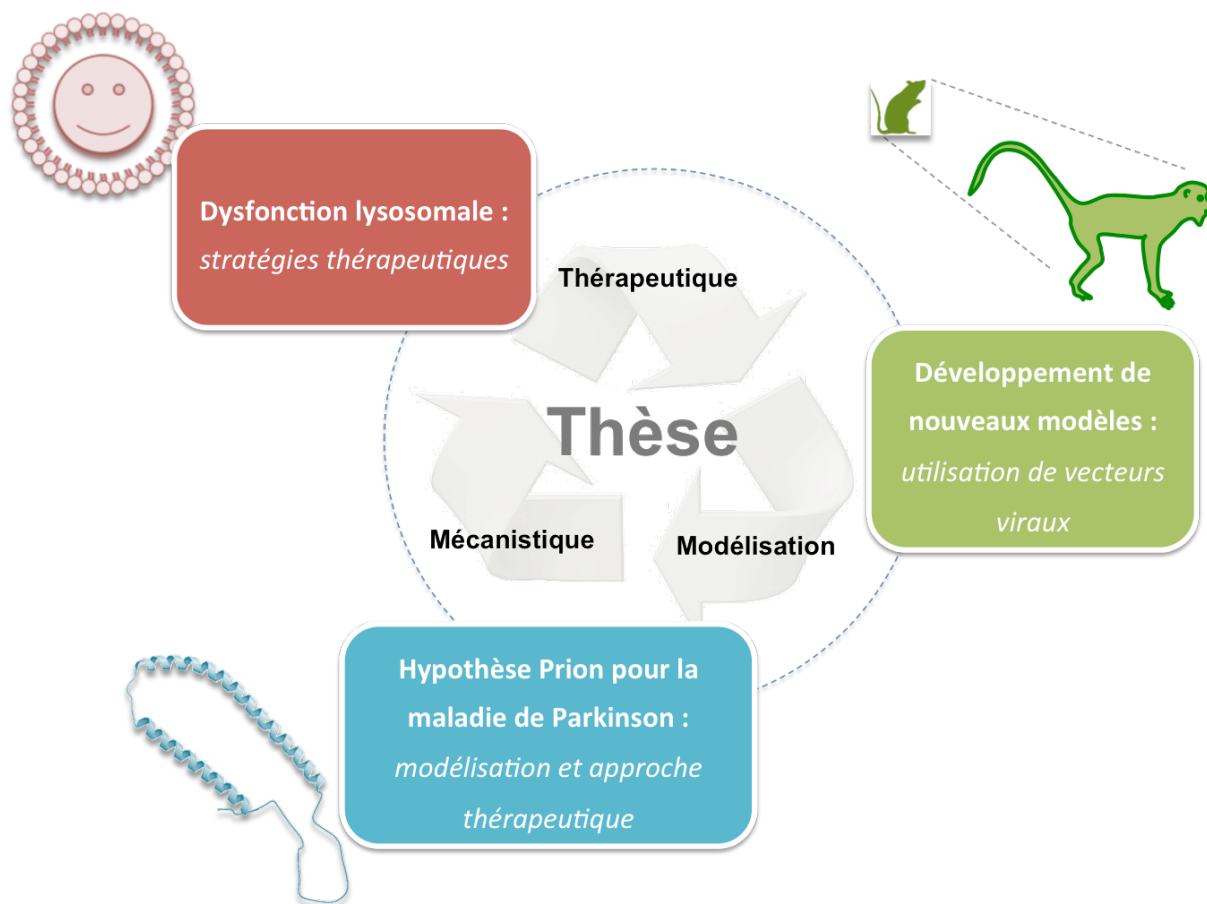 Dysfonction lysosomale :
stratégies thérapeutiques
Thérapeutique
Développement de
nouveaux modèles :
utilisation de vecteurs
viraux
Thèse
Mécanistique
Modélisation
Hypothèse Prion pour la
maladie de Parkinson :
modélisation et approche
thérapeutique